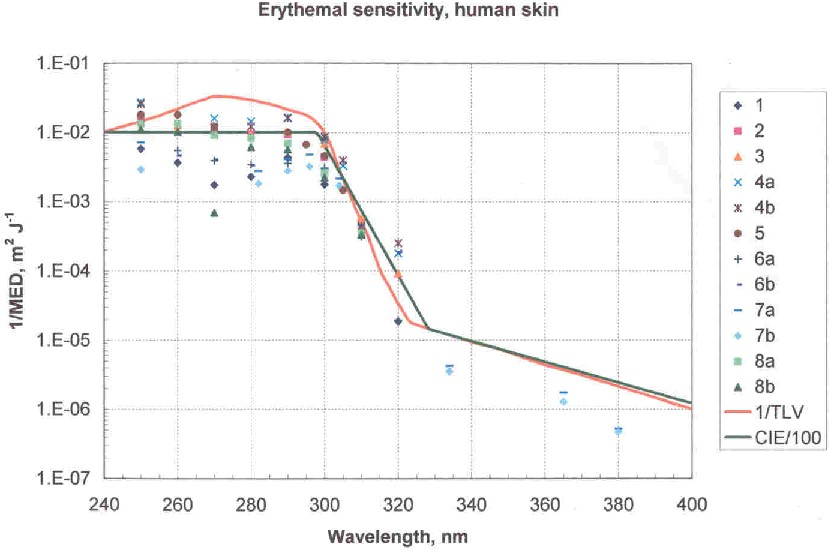 Erythemal sensitivity, human skin
1/MED, m² J⁻¹
1.E-01
1.E-02
1.E-03
1.E-04
1.E-05
1.E-06
1.E-07
240 260 280 300 320 340 360 380 400
Wavelength, nm
1
2
3
4a
4b
5
6a
6b
7a
7b
8a
8b
1/TLV
CIE/100